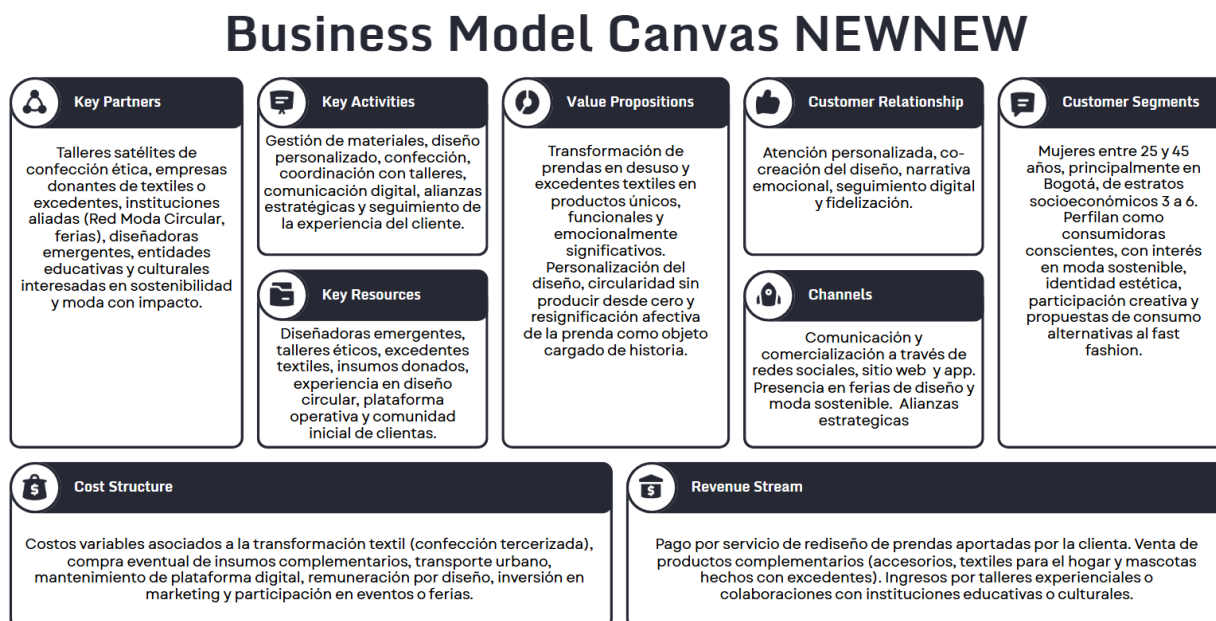 Business Model Canvas NEWNEW
Key Partners
Talleres satélites de
confección ética, empresas
donantes de textiles o
excedentes, instituciones
aliadas (Red Moda Circular,
ferias), diseñadoras
emergentes, entidades
educativas y culturales
interesadas en sostenibilidad
y moda con impacto.
Key Activities
Gestión de materiales, diseño
personalizado, confección,
coordinación con talleres,
comunicación digital, alianzas
estratégicas y seguimiento de
la experiencia del cliente.
Key Resources
Diseñadoras emergentes,
talleres éticos, excedentes
textiles, insumos donados,
experiencia en diseño
circular, plataforma
operativa y comunidad
inicial de clientas.
Value Propositions
Transformación de
prendas en desuso y
excedentes textiles en
productos únicos,
funcionales y
emocionalmente
significativos.
Personalización del
diseño, circularidad sin
producir desde cero y
resignificación afectiva
de la prenda como objeto
cargado de historia.
Customer Relationship
Atención personalizada, co-
creación del diseño, narrativa
emocional, seguimiento digital
y fidelización.
Channels
Comunicación y
comercialización a través de
redes sociales, sitio web y app.
Presencia en ferias de diseño y
moda sostenible. Alianzas
estrategicas
Customer Segments
Mujeres entre 25 y 45
años, principalmente en
Bogotá, de estratos
socioeconómicos 3 a 6.
Perfilan como
consumidoras
conscientes, con interés
en moda sostenible,
identidad estética,
participación creativa y
propuestas de consumo
alternativas al fast
fashion.
Cost Structure
Costos variables asociados a la transformación textil (confección tercerizada),
compra eventual de insumos complementarios, transporte urbano,
mantenimiento de plataforma digital, remuneración por diseño, inversión en
marketing y participación en eventos o ferias.
Revenue Stream
Pago por servicio de rediseño de prendas aportadas por la clienta. Venta de
productos complementarios (accesorios, textiles para el hogar y mascotas
hechos con excedentes). Ingresos por talleres experienciales o
colaboraciones con instituciones educativas o culturales.